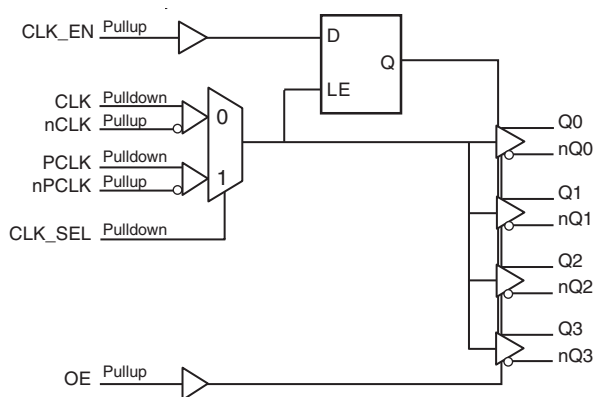 CLK_EN Pullup
D
Q
LE
CLK Pulldown
nCLK Pullup
0
PCLK Pulldown
nPCLK Pullup
1
CLK_SEL Pulldown
Q0
nQ0
Q1
nQ1
Q2
nQ2
Q3
nQ3
OE Pullup